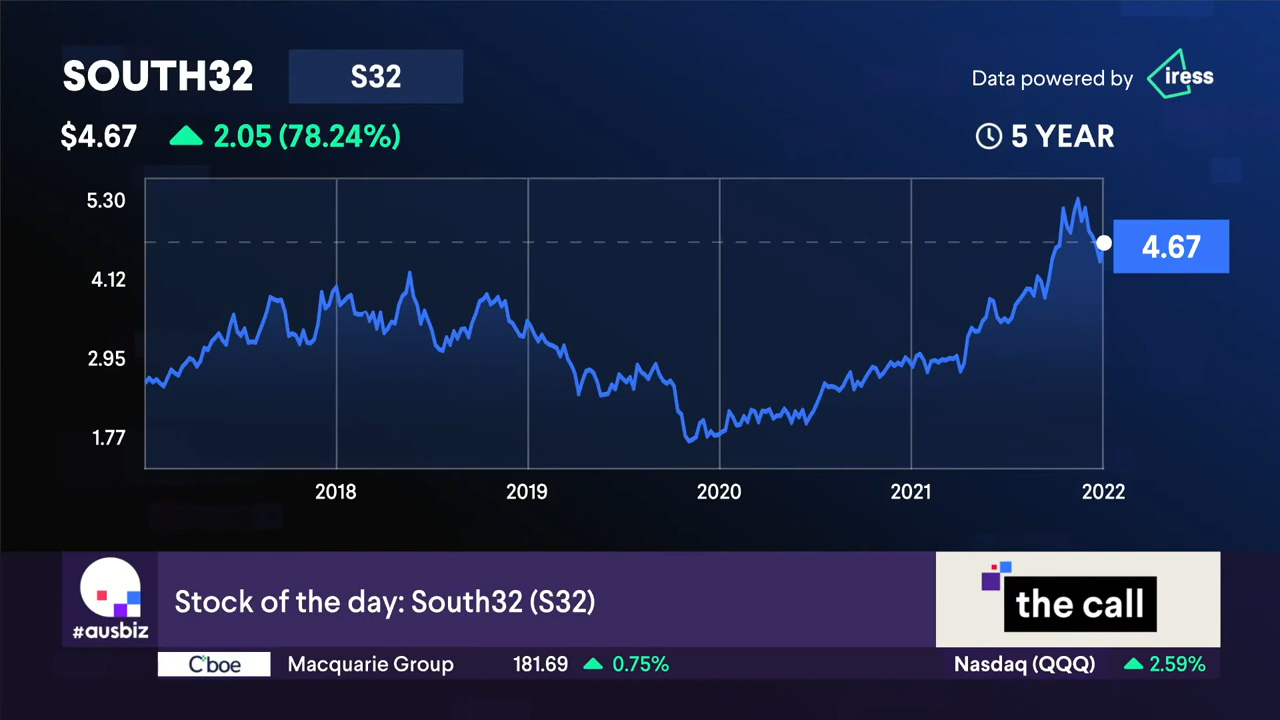 SOUTH32 S32
Data powered by iress
$4.67 2.05 (78.24%)
5 YEAR
5.30
4.12
2.95
1.77
4.67
2018 2019 2020 2021 2022
#ausbiz
Stock of the day: South32 (S32)
the call
Cboe Macquarie Group 181.69 0.75% Nasdaq (QQQ) 2.59%